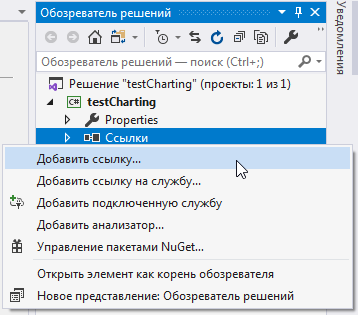 Обозреватель решений
Обозреватель решений — поиск (Ctrl+;)
Решение "testCharting" (проекты: 1 из 1)
C#
testCharting
Properties
Ссылки
Добавить ссылку...
Добавить ссылку на службу...
Добавить подключенную службу
Добавить анализатор...
Управление пакетами NuGet...
Открыть элемент как корень обозревателя
Новое представление: Обозреватель решений
Уведомления